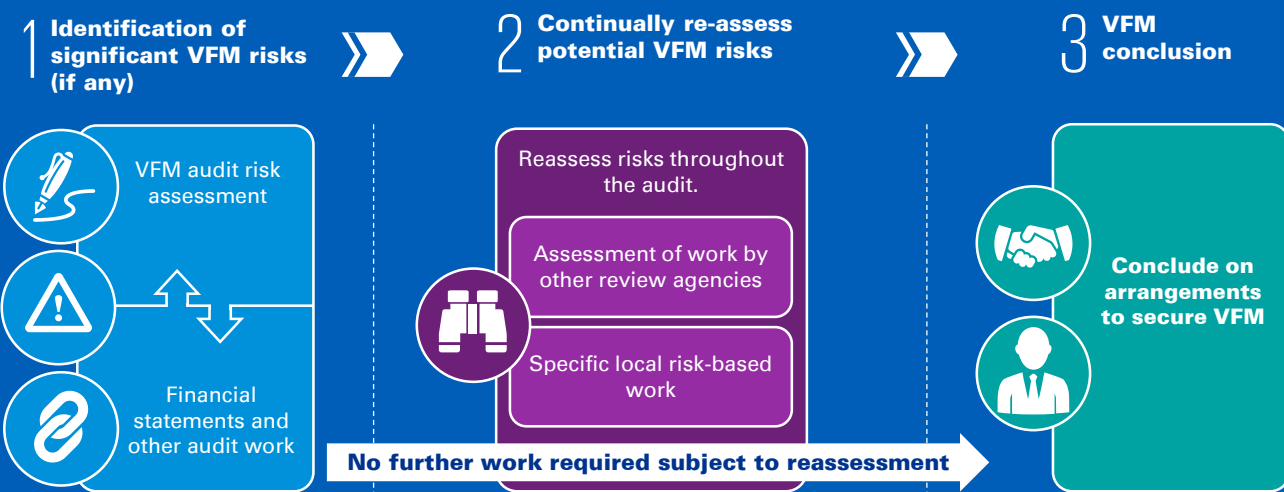 1 Identification of
significant VFM risks
(if any)
2 Continually re-assess
potential VFM risks
3 VFM
conclusion
VFM audit risk
assessment
Financial
statements and
other audit work
Reassess risks throughout
the audit.
Assessment of work by
other review agencies
Specific local risk-based
work
Conclude on
arrangements
to secure VFM
No further work required subject to reassessment